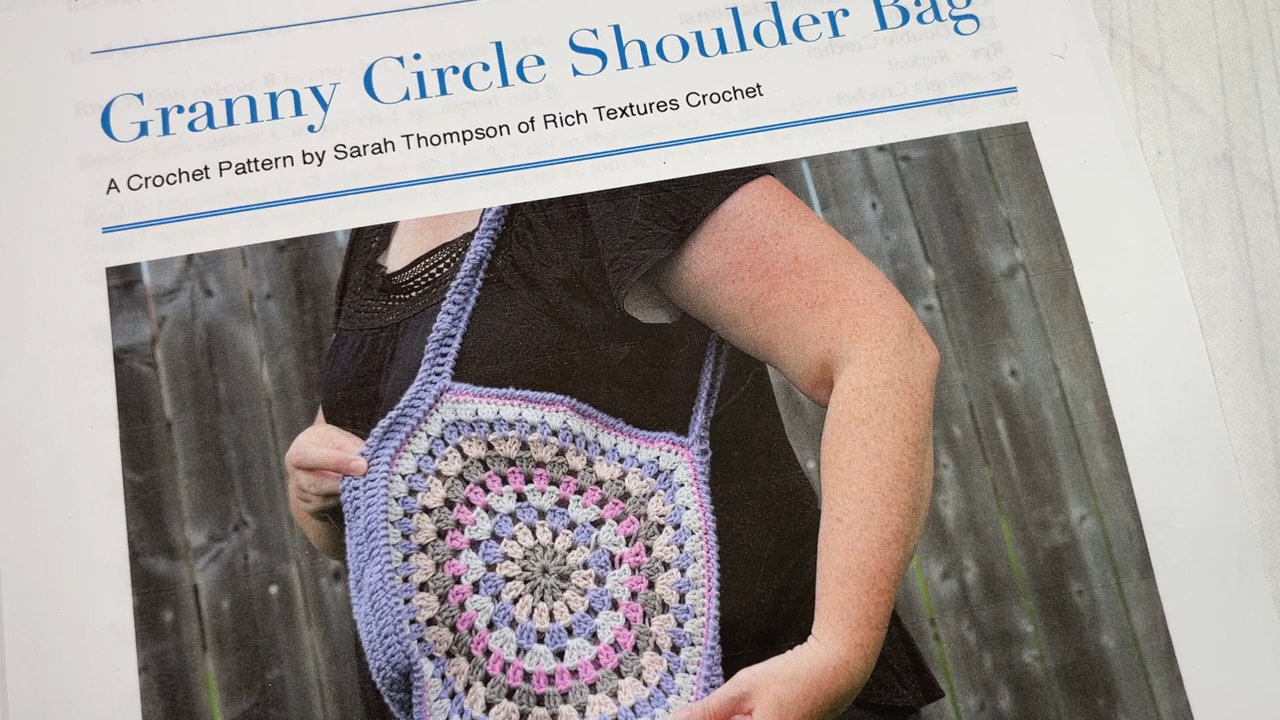 Granny Circle Shoulder Bag
A Crochet Pattern by Sarah Thompson of Rich Textures Crochet